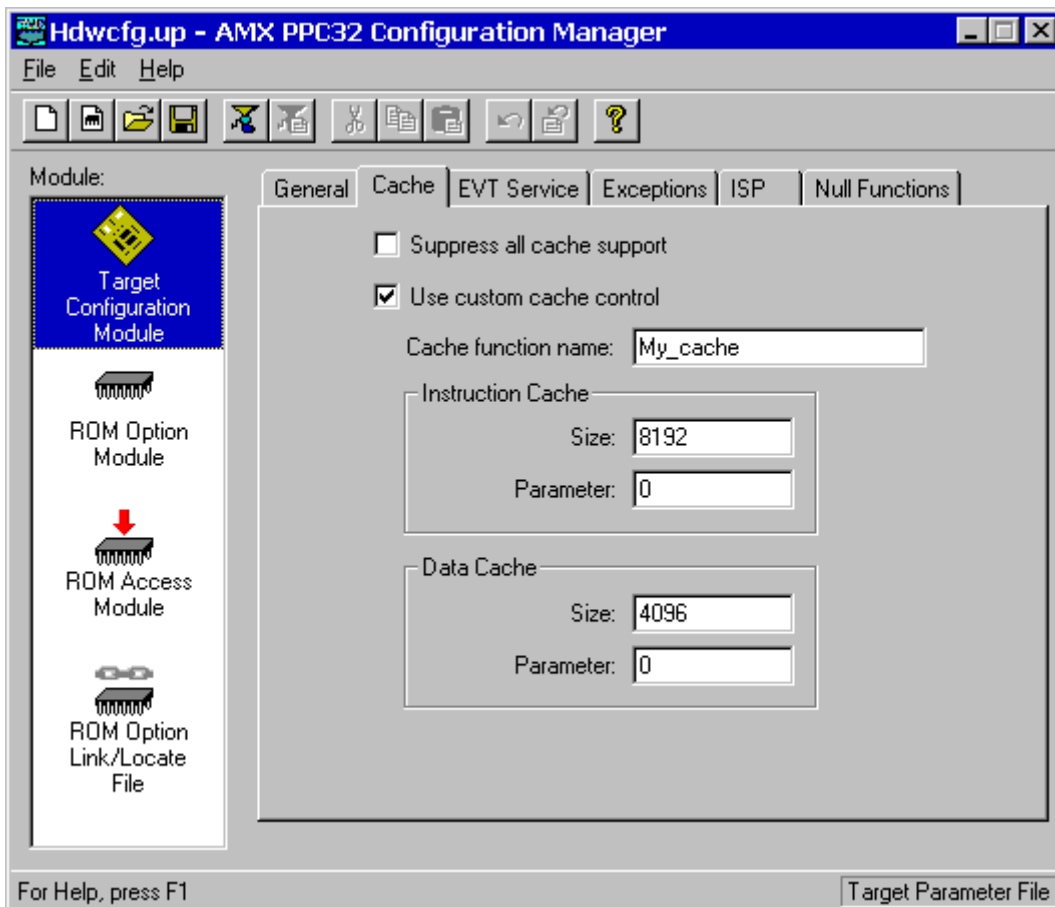 Hdwcfg.up - AMX PPC32 Configuration Manager
File Edit Help
Module:
Target
Configuration
Module
ROM Option
Module
ROM Access
Module
ROM Option
Link/Locate
File
General Cache EVT Service Exceptions ISP Null Functions
Suppress all cache support
Use custom cache control
Cache function name: My_cache
Instruction Cache
Size: 8192
Parameter: 0
Data Cache
Size: 4096
Parameter: 0
For Help, press F1
Target Parameter File